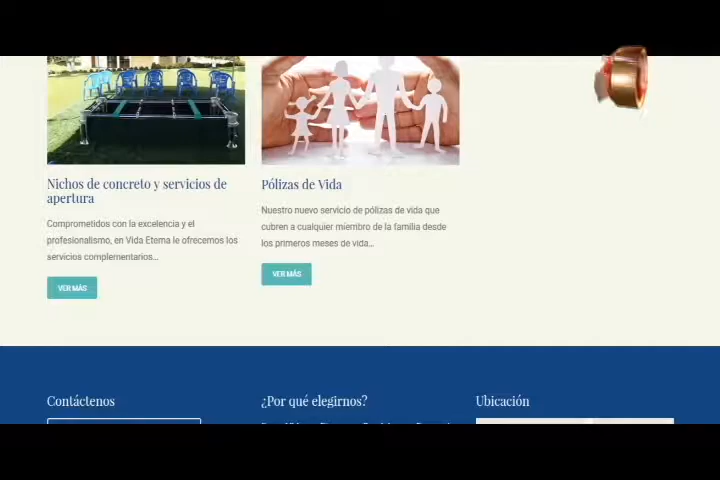 Nichos de concreto y servicios de
apertura
Comprometidos con la excelencia y el
profesionalismo, en Vida Eterna le ofrecemos los
servicios complementarios...
VER MÁS
Pólizas de Vida
Nuestro nuevo servicio de pólizas de vida que
cubren a cualquier miembro de la familia desde
los primeros meses de vida...
VER MÁS
Contáctenos
¿Por qué elegirnos?
Ubicación